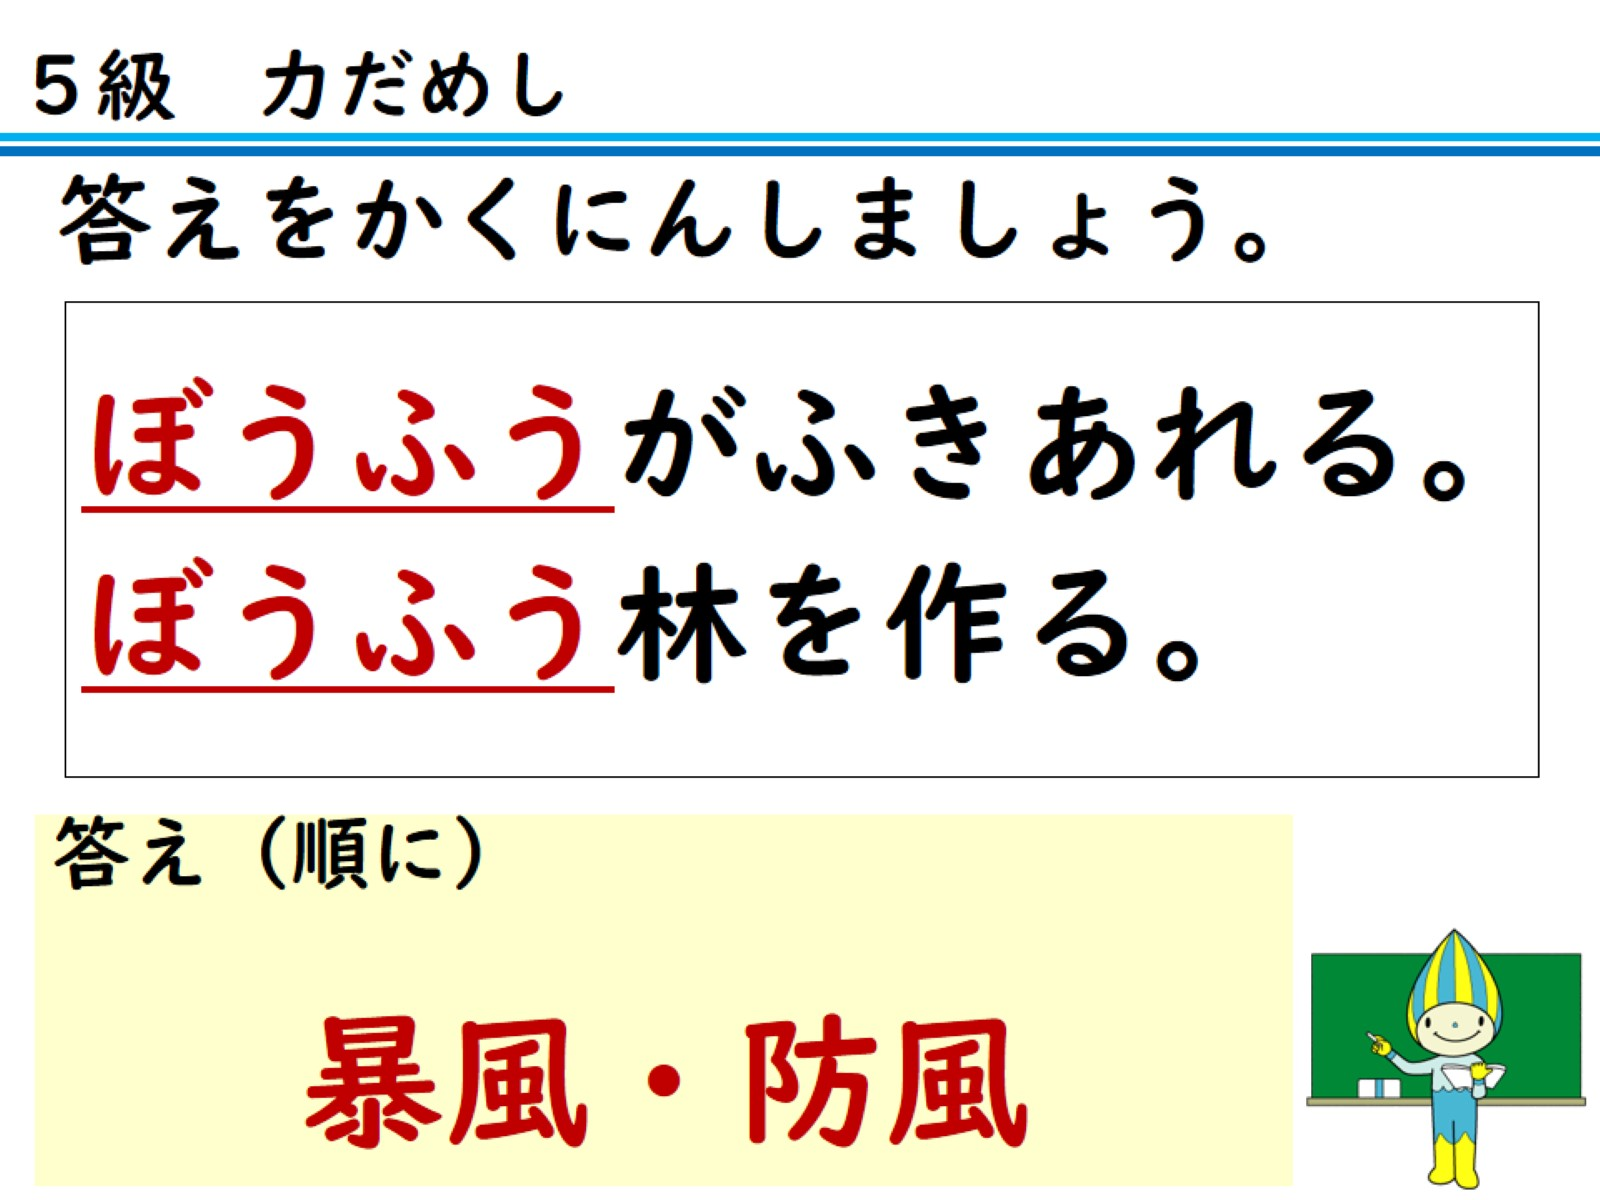 ５級　力だめし
答えをかくにんしましょう。
ぼうふうがふきあれる。
ぼうふう林を作る。
答え（順に）
暴風・防風